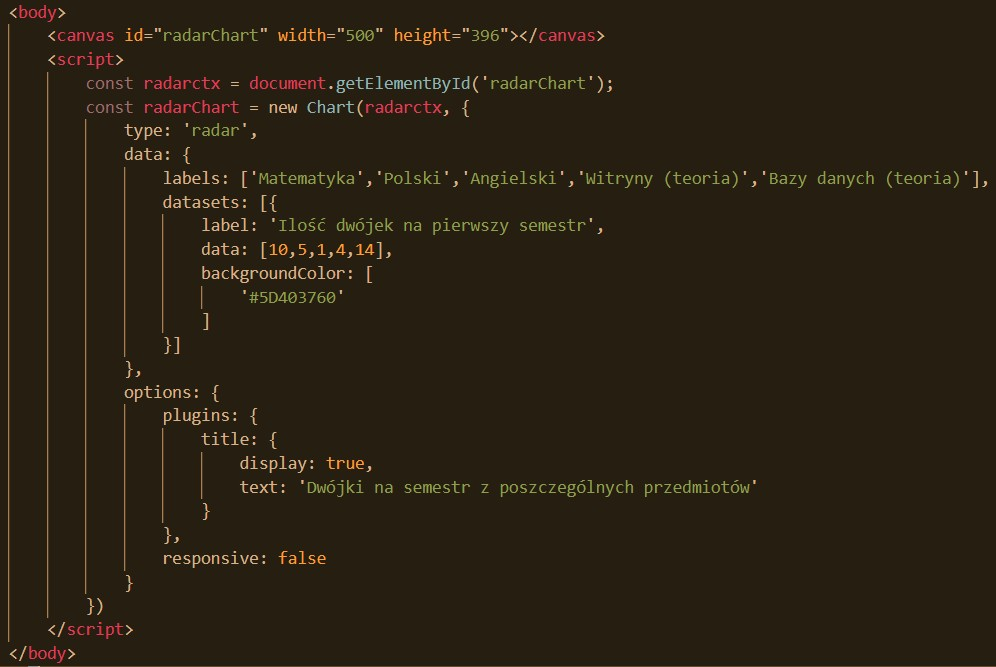 <body>
    <canvas id="radarChart" width="500" height="396"></canvas>
    <script>
        const radarctx = document.getElementById('radarChart');
        const radarChart = new Chart(radarctx, {
            type: 'radar',
            data: {
                labels: ['Matematyka','Polski','Angielski','Witryny (teoria)','Bazy danych (teoria)'],
                datasets: [{
                    label: 'Ilość dwójek na pierwszy semestr',
                    data: [10,5,1,4,14],
                    backgroundColor: [
                        '#5D403760'
                    ]
                }]
            },
            options: {
                plugins: {
                    title: {
                        display: true,
                        text: 'Dwójki na semestr z poszczególnych przedmiotów'
                    }
                },
                responsive: false
            }
        })
    </script>
</body>